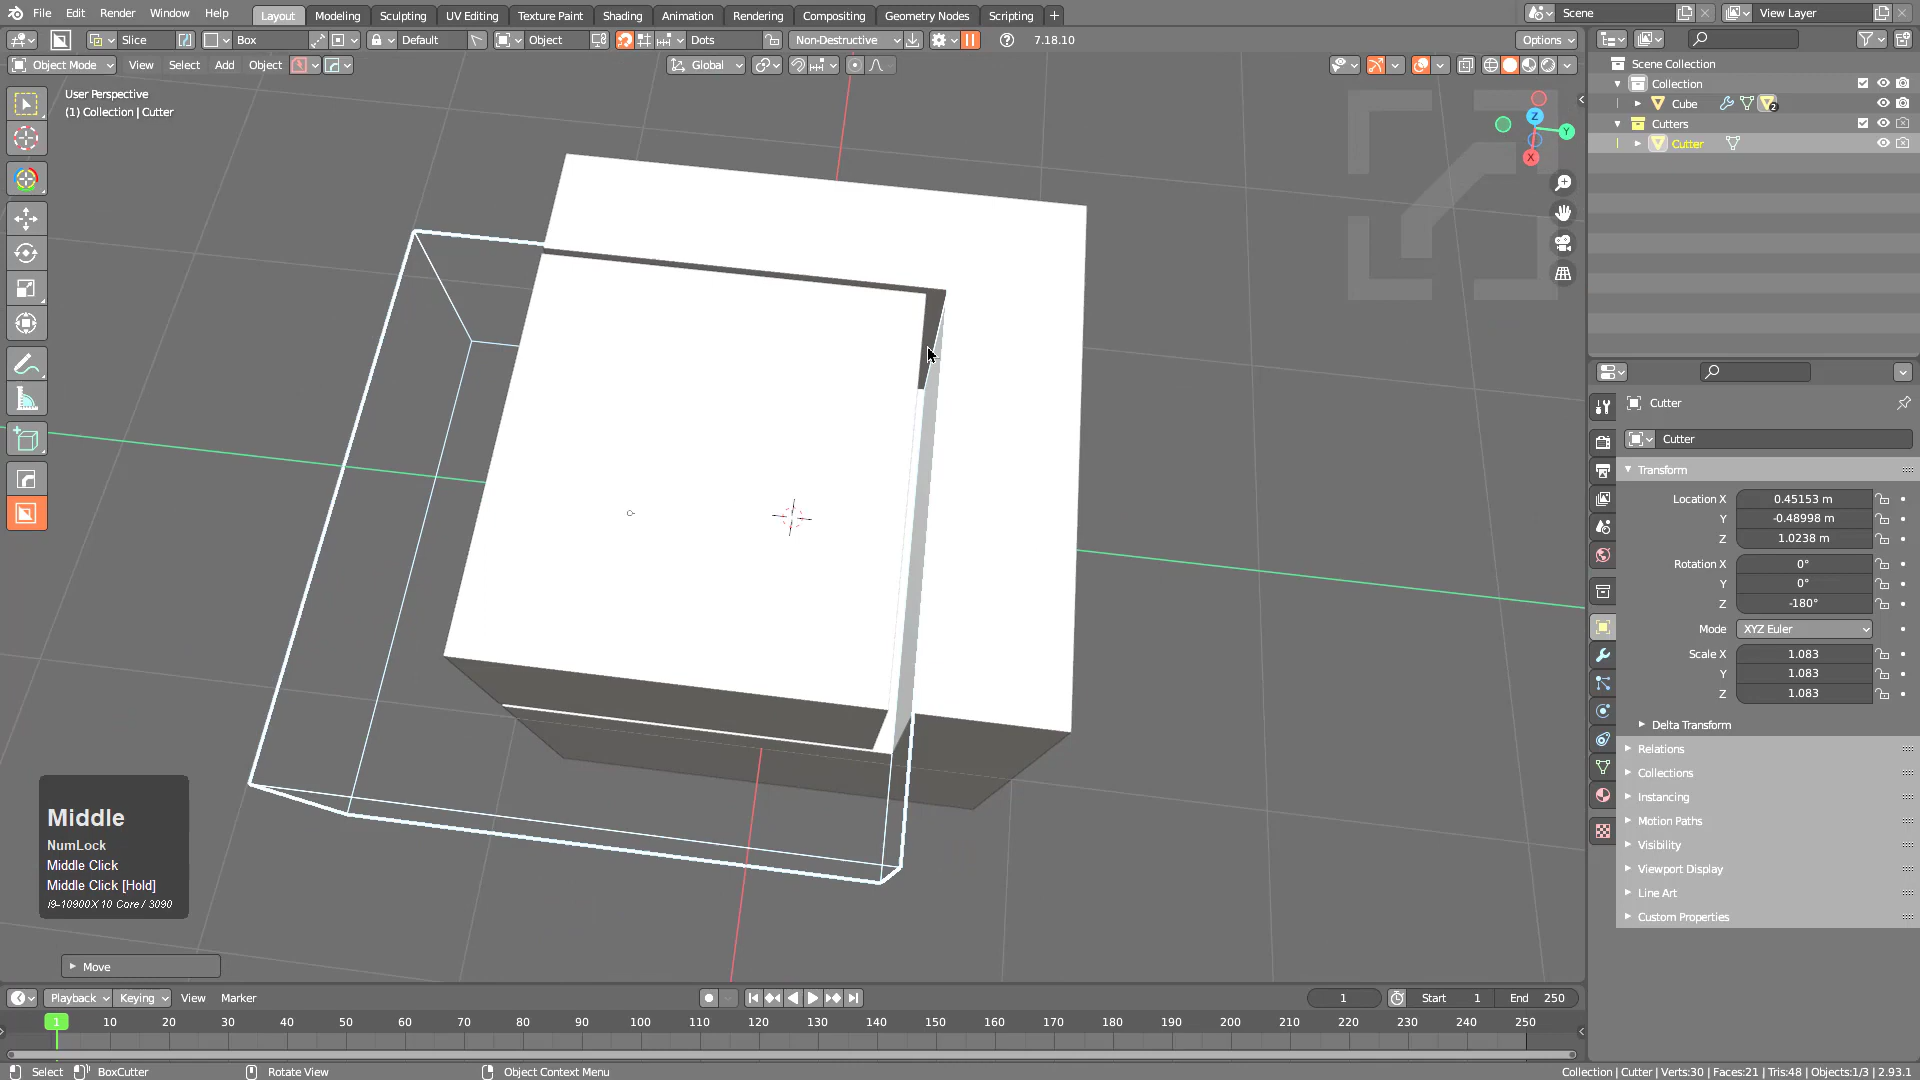 File Edit Render Window Help Layout Modeling Sculpting UV Editing Texture Paint Shading Animation Rendering Compositing Geometry Nodes Scripting + Scene View Layer
Slice Box Default Object Dots Non-Destructive 7.18.10 Options
Object Mode View Select Add Object Global
User Perspective
(1) Collection | Cutter
Z
Y
X
Scene Collection
Collection
Cube 2
Cutters
Cutter
Cutter
Cutter
Transform
Location X 0.45153 m
Y -0.48998 m
Z 1.0238 m
Rotation X 0°
Y 0°
Z -180°
Mode XYZ Euler
Scale X 1.083
Y 1.083
Z 1.083
Delta Transform
Relations
Collections
Instancing
Motion Paths
Visibility
Viewport Display
Line Art
Custom Properties
Middle
NumLock
Middle Click
Middle Click [Hold]
i9-10900X 10 Core / 3090
Move
Playback Keying View Marker 1 Start 1 End 250
1 10 20 30 40 50 60 70 80 90 100 110 120 130 140 150 160 170 180 190 200 210 220 230 240 250
Select BoxCutter Rotate View Object Context Menu Collection | Cutter | Verts:30 | Faces:21 | Tris:48 | Objects:1/3 | 2.93.1